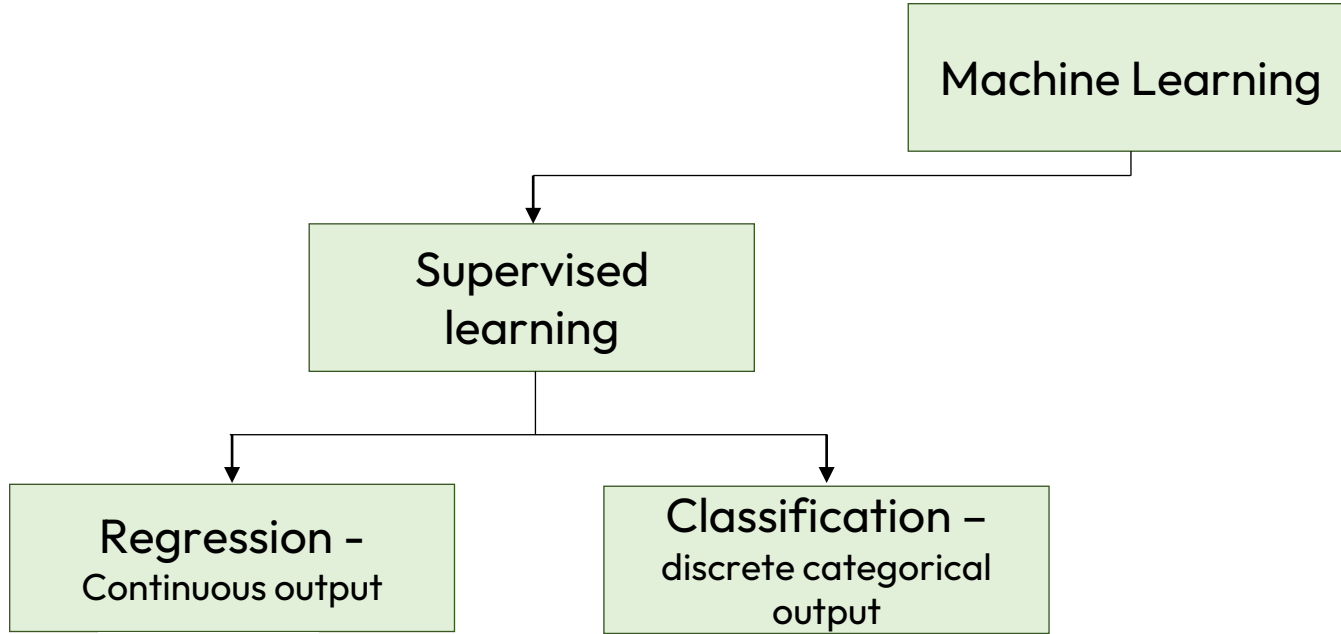 Machine Learning
Supervised
learning
Regression -
Continuous output
Classification –
discrete categorical
output